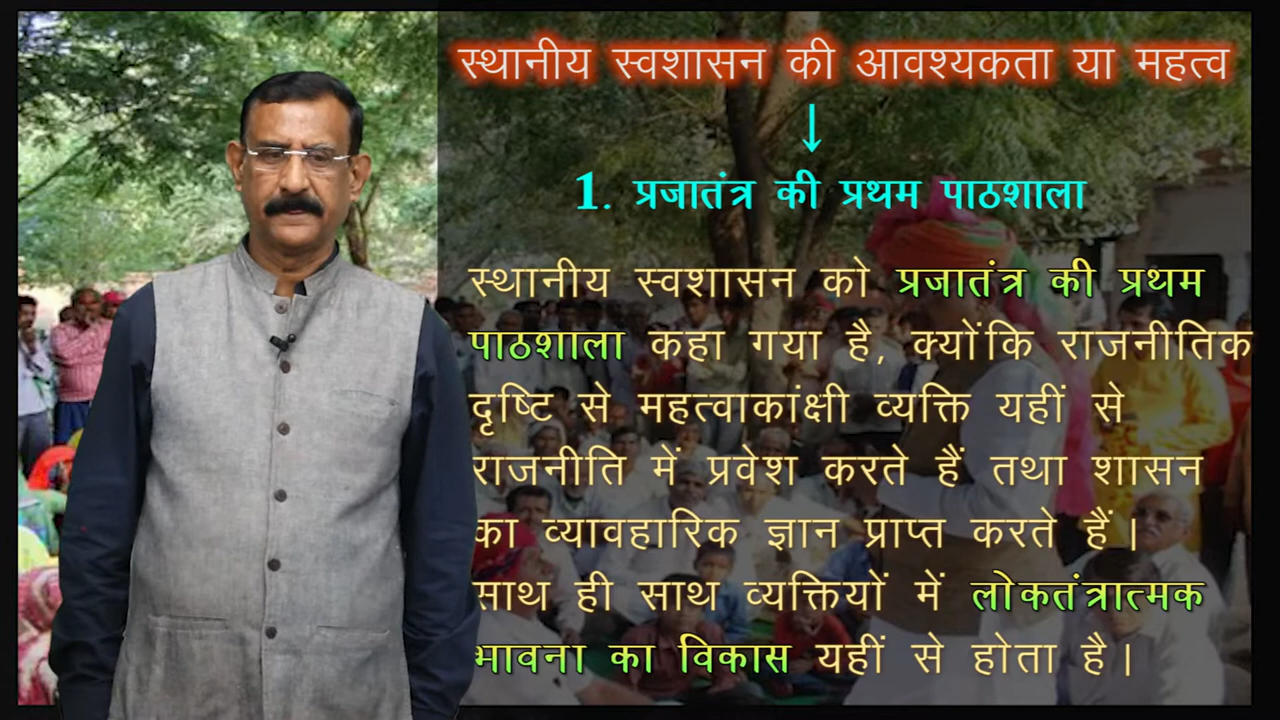 स्थानीय स्वशासन की आवश्यकता या महत्व
↓
1. प्रजातंत्र की प्रथम पाठशाला
स्थानीय स्वशासन को प्रजातंत्र की प्रथम
पाठशाला कहा गया है, क्योंकि राजनीतिक
दृष्टि से महत्वाकांक्षी व्यक्ति यहीं से
राजनीति में प्रवेश करते हैं तथा शासन
का व्यावहारिक ज्ञान प्राप्त करते हैं।
साथ ही साथ व्यक्तियों में लोकतंत्रात्मक
भावना का विकास यहीं से होता है।